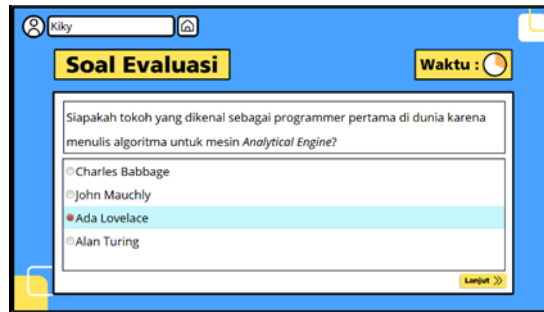 Kiky
Soal Evaluasi
Waktu :
Siapakah tokoh yang dikenal sebagai programmer pertama di dunia karena
menulis algoritma untuk mesin Analytical Engine?
Charles Babbage
John Mauchly
Ada Lovelace
Alan Turing
Lanjut